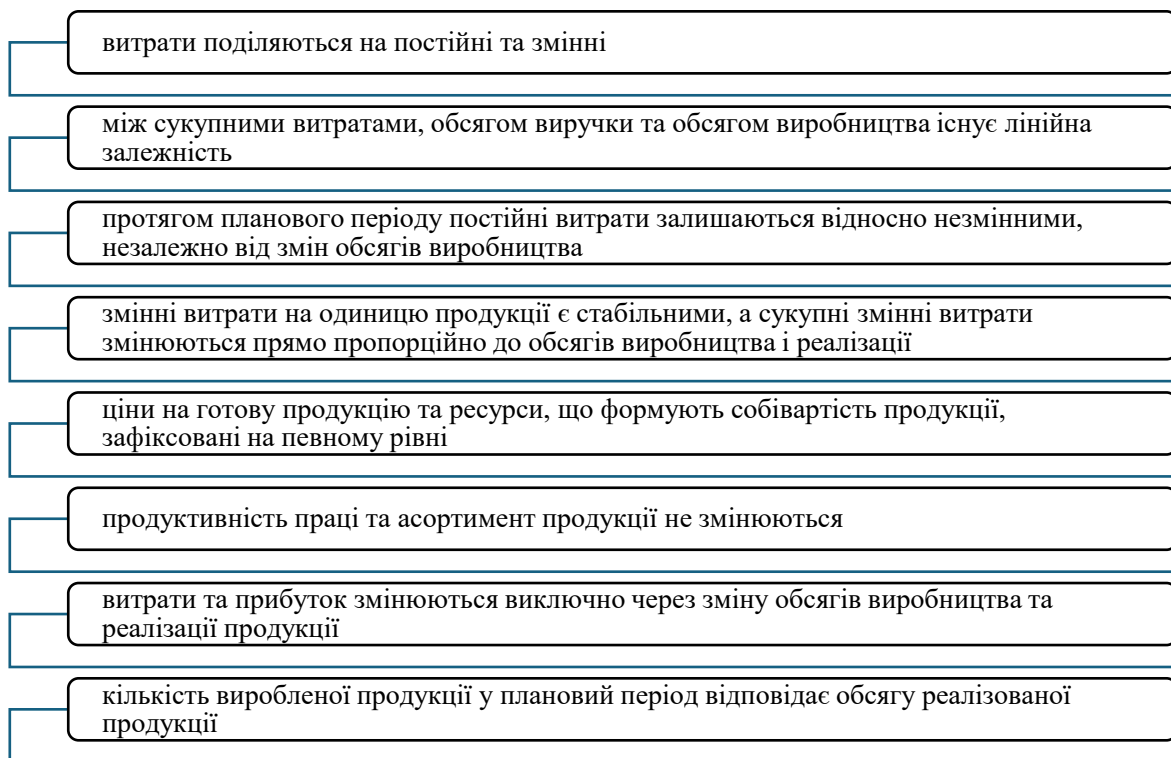 витрати поділяються на постійні та змінні
між сукупними витратами, обсягом виручки та обсягом виробництва існує лінійна
залежність
протягом планового періоду постійні витрати залишаються відносно незмінними,
незалежно від змін обсягів виробництва
змінні витрати на одиницю продукції є стабільними, а сукупні змінні витрати
змінюються прямо пропорційно до обсягів виробництва і реалізації
ціни на готову продукцію та ресурси, що формують собівартість продукції,
зафіксовані на певному рівні
продуктивність праці та асортимент продукції не змінюються
витрати та прибуток змінюються виключно через зміну обсягів виробництва та
реалізації продукції
кількість виробленої продукції у плановий період відповідає обсягу реалізованої
продукції